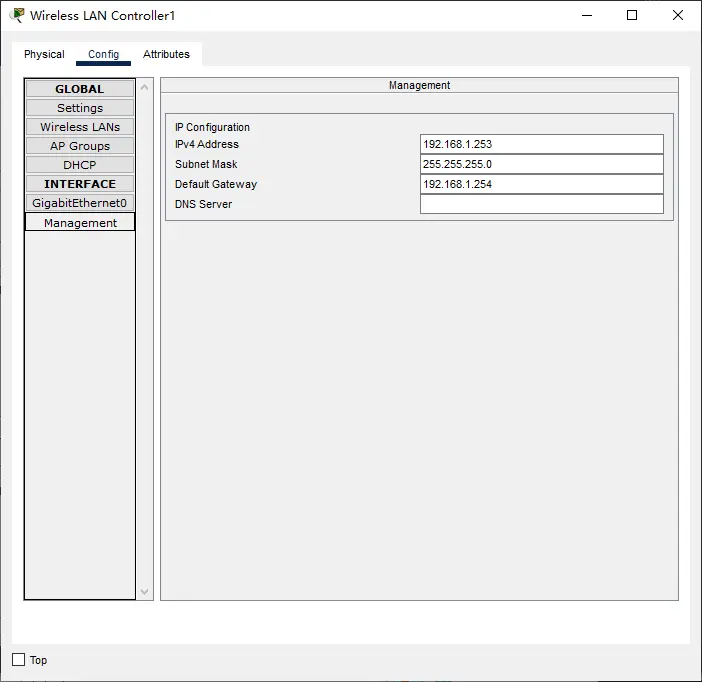 Wireless LAN Controller1
Physical Config Attributes
GLOBAL
Settings
Wireless LANs
AP Groups
DHCP
INTERFACE
GigabitEthernet0
Management
Management
IP Configuration
IPv4 Address 192.168.1.253
Subnet Mask 255.255.255.0
Default Gateway 192.168.1.254
DNS Server
Top